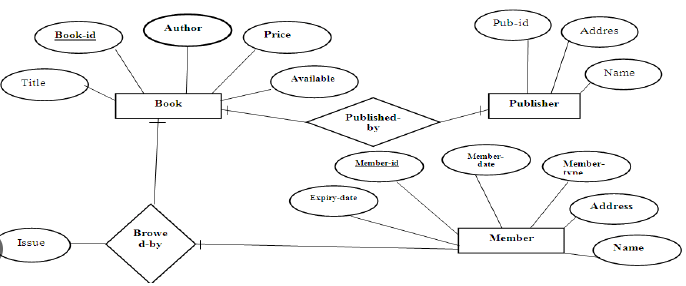 Book-id
Author
Price
Title
Available
Book
Published-
by
Pub-id
Addres
Name
Publisher
Member-id
Member-
date
Member-
type
Expiry-date
Address
Name
Member
Issue
Browe
d-by